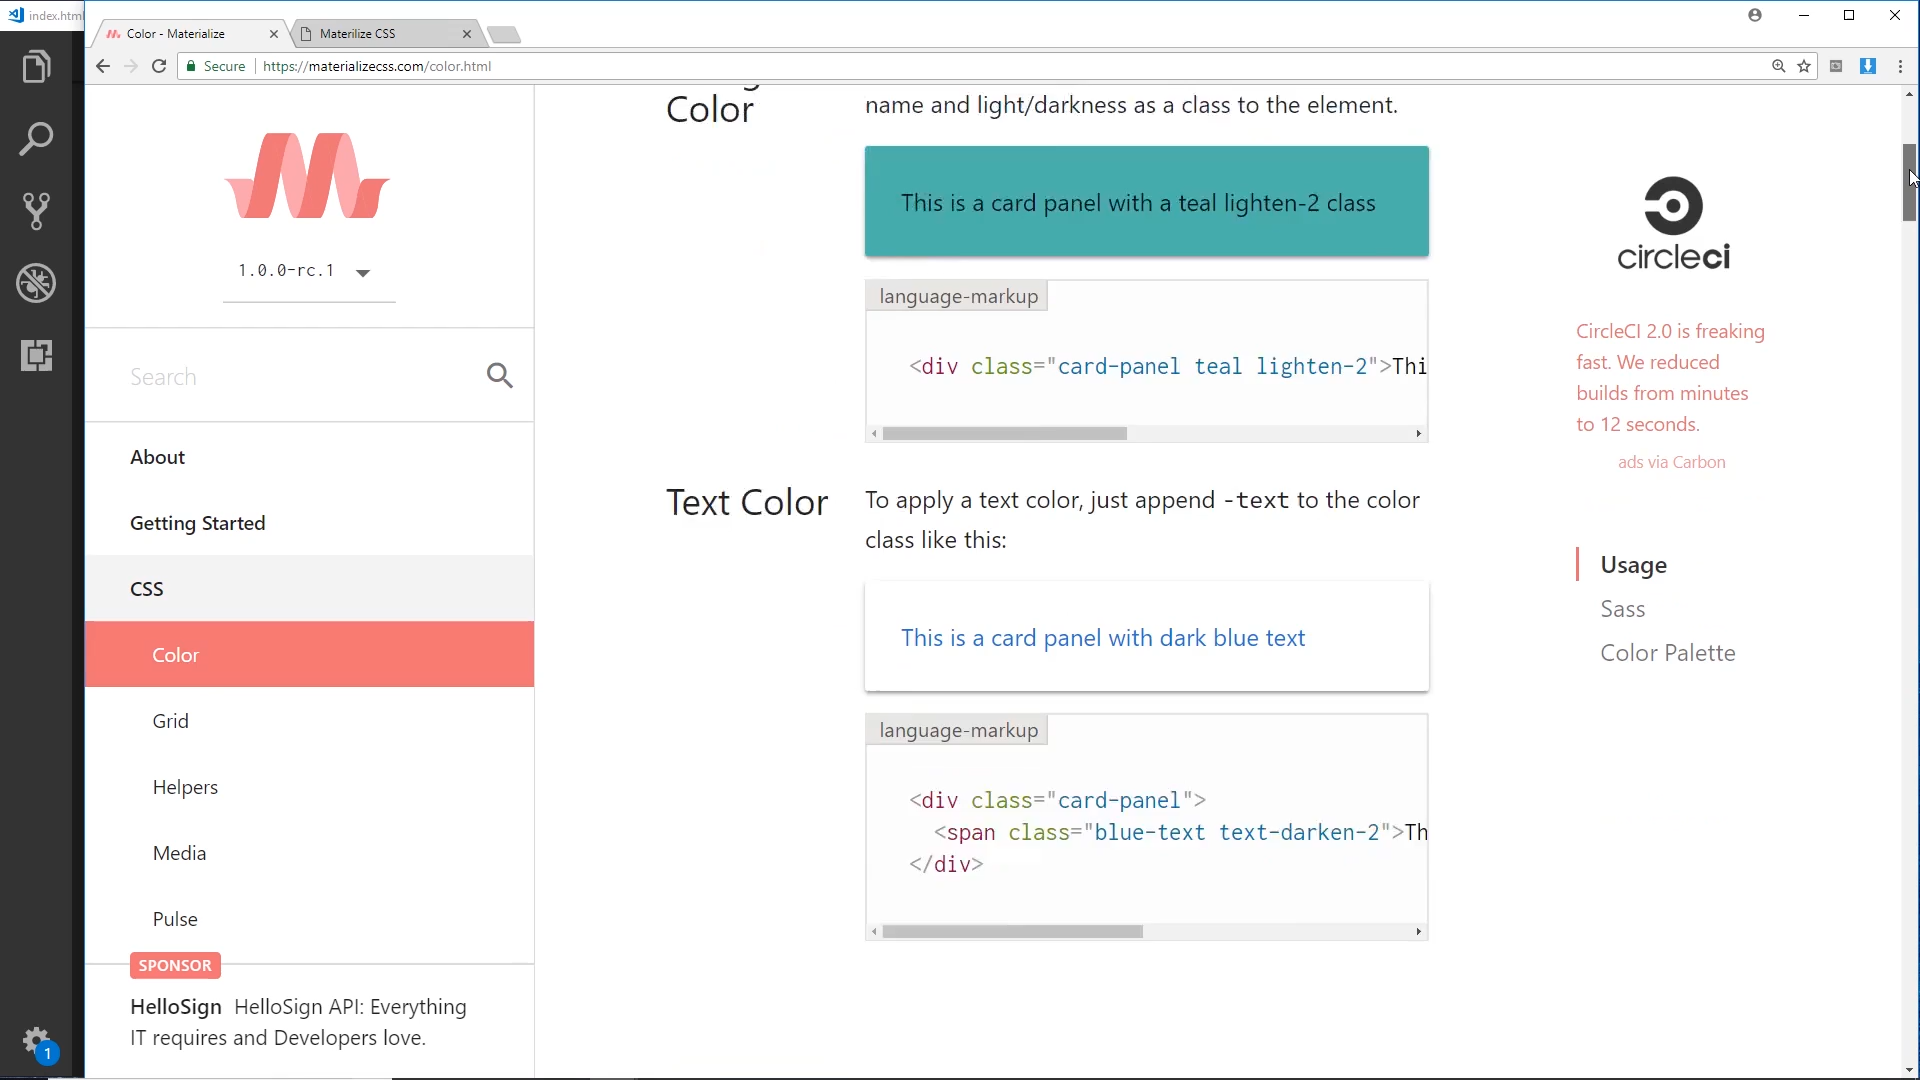 index.html
Color - Materialize
Materilize CSS
Secure
https://materializecss.com/color.html
1.0.0-rc.1
Search
About
Getting Started
CSS
Color
Grid
Helpers
Media
Pulse
SPONSOR
HelloSign HelloSign API: Everything
IT requires and Developers love.
1
Color
name and light/darkness as a class to the element.
This is a card panel with a teal lighten-2 class
language-markup
<div class="card-panel teal lighten-2">Thi
Text Color
To apply a text color, just append -text to the color
class like this:
This is a card panel with dark blue text
language-markup
<div class="card-panel">
<span class="blue-text text-darken-2">Th
</div>
circleci
CircleCI 2.0 is freaking
fast. We reduced
builds from minutes
to 12 seconds.
ads via Carbon
Usage
Sass
Color Palette